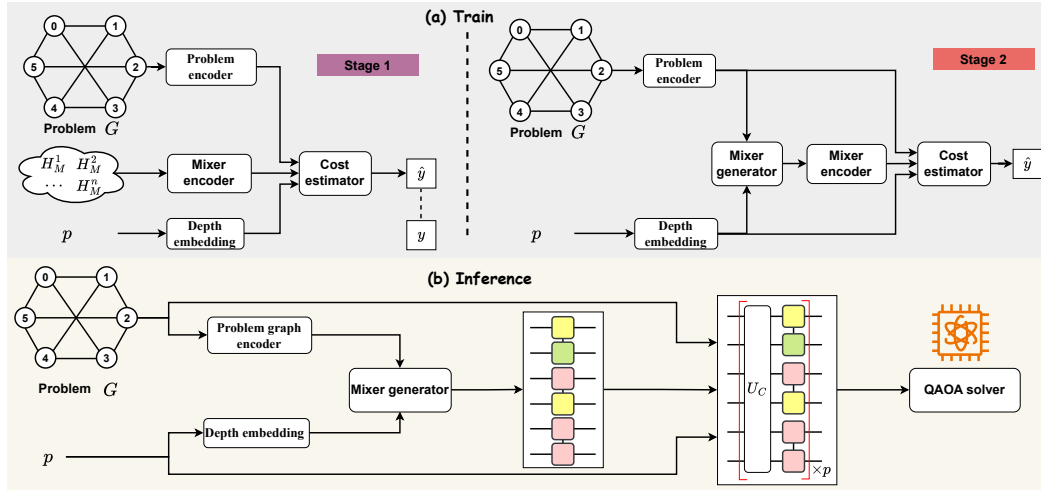 (a) Train
0
1
5
2
4
3
Problem G
Problem
encoder
Stage 1
H_M^1 H_M^2
... H_M^n
Mixer
encoder
Cost
estimator
ŷ
y
p
Depth
embedding
0
1
5
2
4
3
Problem G
Problem
encoder
Stage 2
Mixer
generator
Mixer
encoder
Cost
estimator
ŷ
p
Depth
embedding
(b) Inference
0
1
5
2
4
3
Problem G
Problem graph
encoder
Mixer generator
Depth embedding
p
U_C
×p
QAOA solver